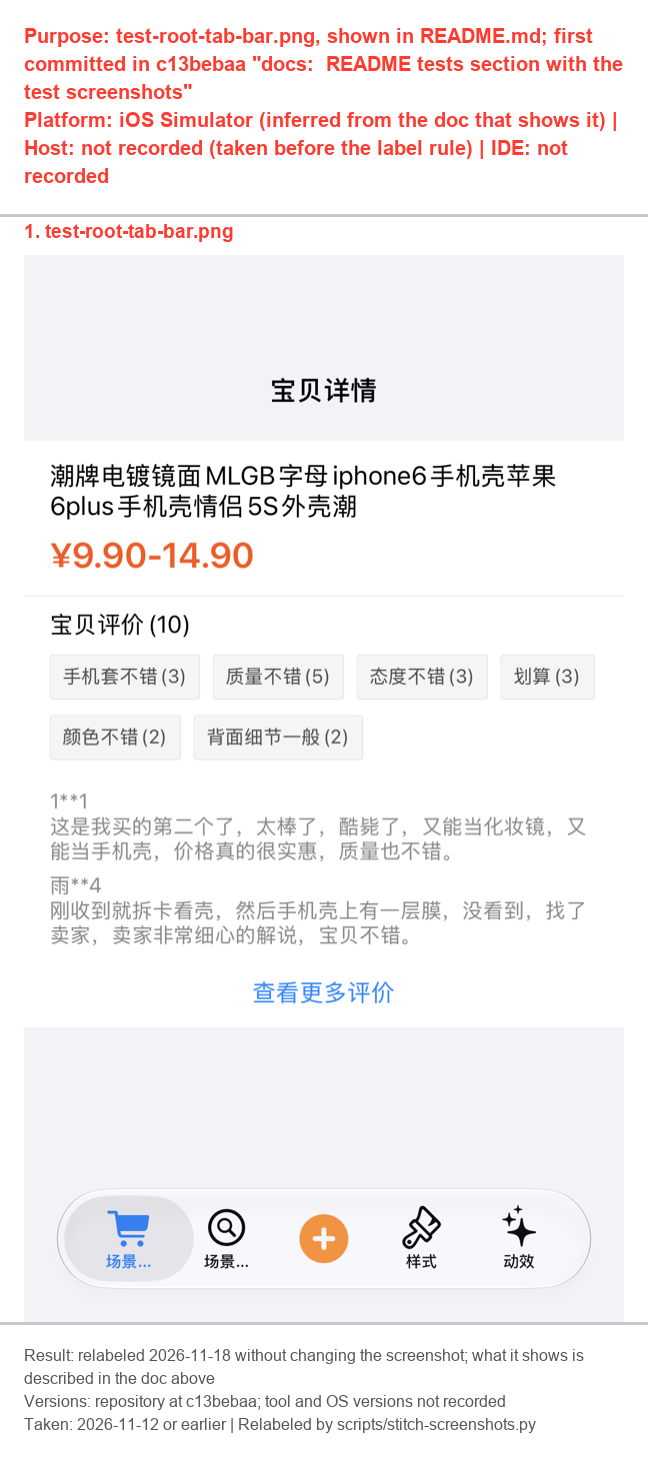 Purpose: test-root-tab-bar.png, shown in README.md; first
committed in c13bebaa "docs:  README tests section with the
test screenshots"
Platform: iOS Simulator (inferred from the doc that shows it) |
Host: not recorded (taken before the label rule) | IDE: not
recorded
1. test-root-tab-bar.png
宝贝详情
潮牌电镀镜面MLGB字母iphone6手机壳苹果
6plus手机壳情侣5S外壳潮
¥9.90-14.90
宝贝评价 (10)
手机套不错 (3) 质量不错 (5) 态度不错 (3) 划算 (3)
颜色不错 (2) 背面细节一般 (2)
1**1
这是我买的第二个了，太棒了，酷毙了，又能当化妆镜，又
能当手机壳，价格真的很实惠，质量也不错。
雨**4
刚收到就拆卡看壳，然后手机壳上有一层膜，没看到，找了
卖家，卖家非常细心的解说，宝贝不错。
查看更多评价
场景... 场景... 样式 动效
Result: relabeled 2026-11-18 without changing the screenshot; what it shows is
described in the doc above
Versions: repository at c13bebaa; tool and OS versions not recorded
Taken: 2026-11-12 or earlier | Relabeled by scripts/stitch-screenshots.py